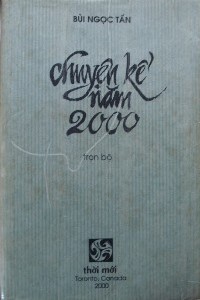 BÙI NGỌC TẤN
chuyện kể
năm
2000
trọn bộ
thời mới
Toronto, Canada
2000